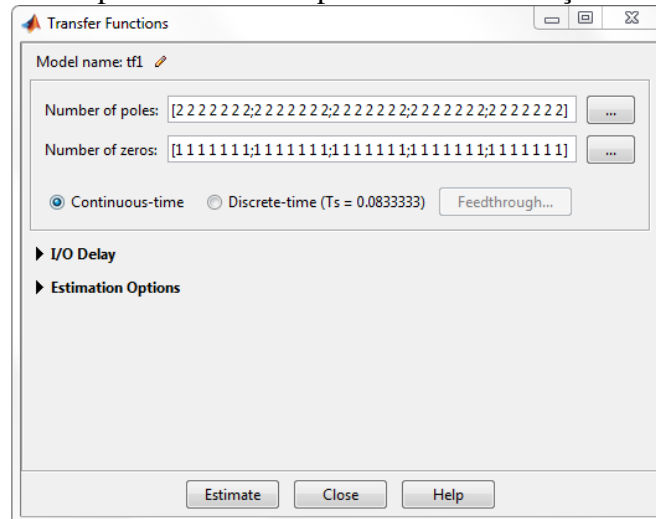 Transfer Functions
Model name: tf1
Number of poles: [2 2 2 2 2 2 2;2 2 2 2 2 2 2;2 2 2 2 2 2 2;2 2 2 2 2 2 2;2 2 2 2 2 2 2] ...
Number of zeros: [1 1 1 1 1 1 1;1 1 1 1 1 1 1;1 1 1 1 1 1 1;1 1 1 1 1 1 1;1 1 1 1 1 1 1] ...
Continuous-time Discrete-time (Ts = 0.0833333) Feedthrough...
I/O Delay
Estimation Options
Estimate Close Help